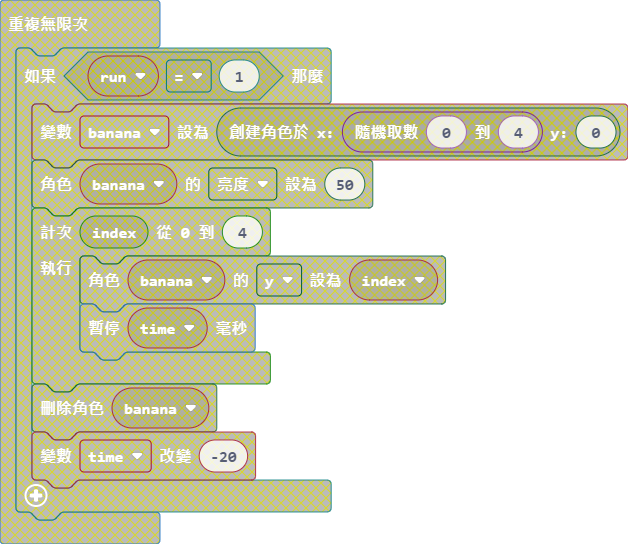 重複無限次
如果 run = 1 那麼
變數 banana 設為 創建角色於 x: 隨機取數 0 到 4 y: 0
角色 banana 的 亮度 設為 50
計次 index 從 0 到 4
執行 角色 banana 的 y 設為 index
暫停 time 毫秒
刪除角色 banana
變數 time 改變 -20